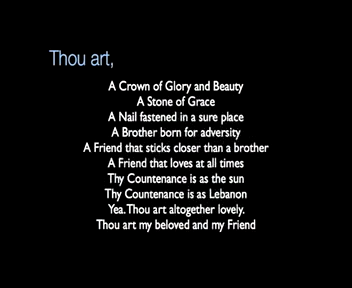 Thou art,
A Crown of Glory and Beauty
A Stone of Grace
A Nail fastened in a sure place
A Brother born for adversity
A Friend that sticks closer than a brother
A Friend that loves at all times
Thy Countenance is as the sun
Thy Countenance is as Lebanon
Yea. Thou art altogether lovely.
Thou art my beloved and my Friend